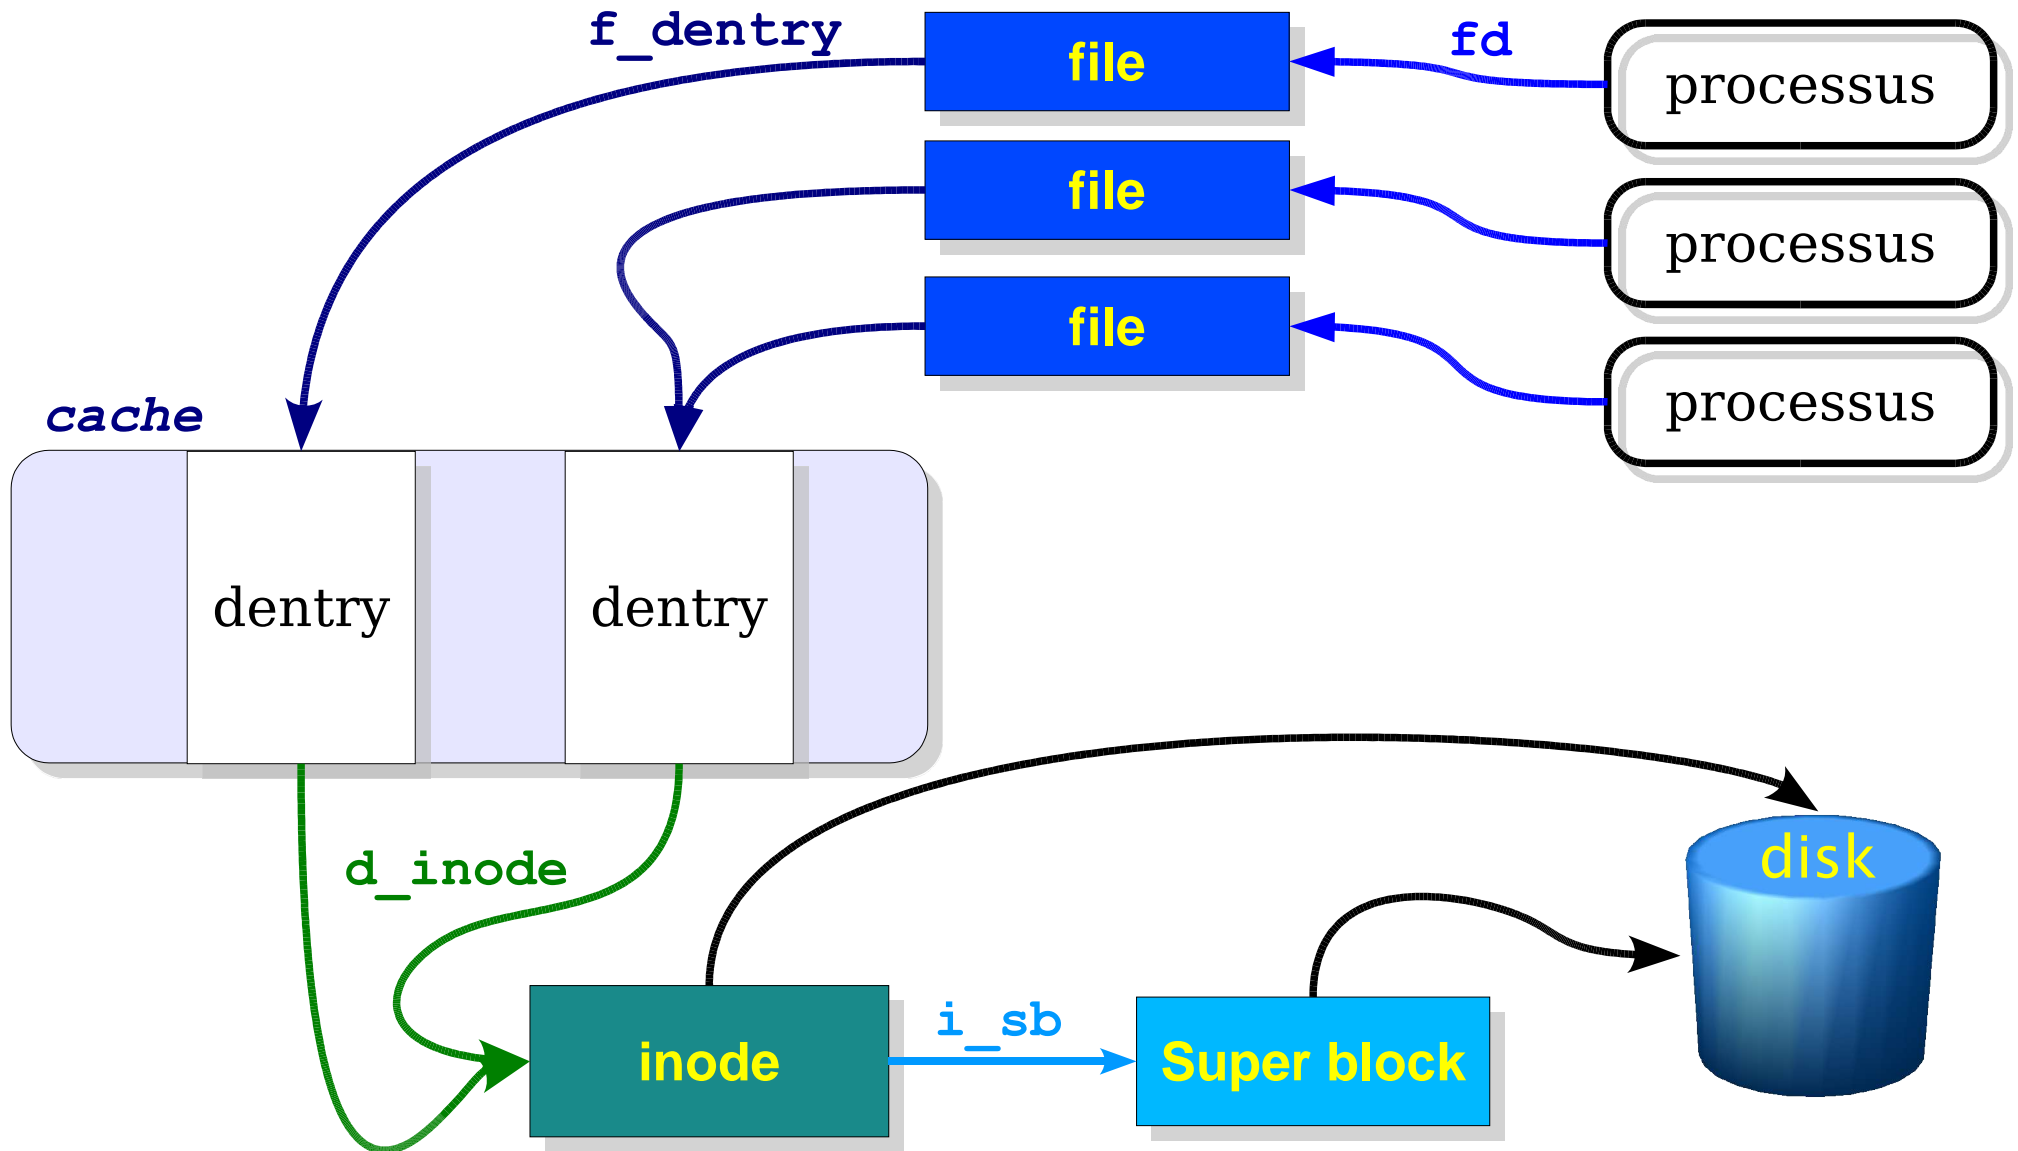 f_dentry
file
fd
processus
file
processus
file
processus
cache
dentry
dentry
d_inode
disk
inode
i_sb
Super block